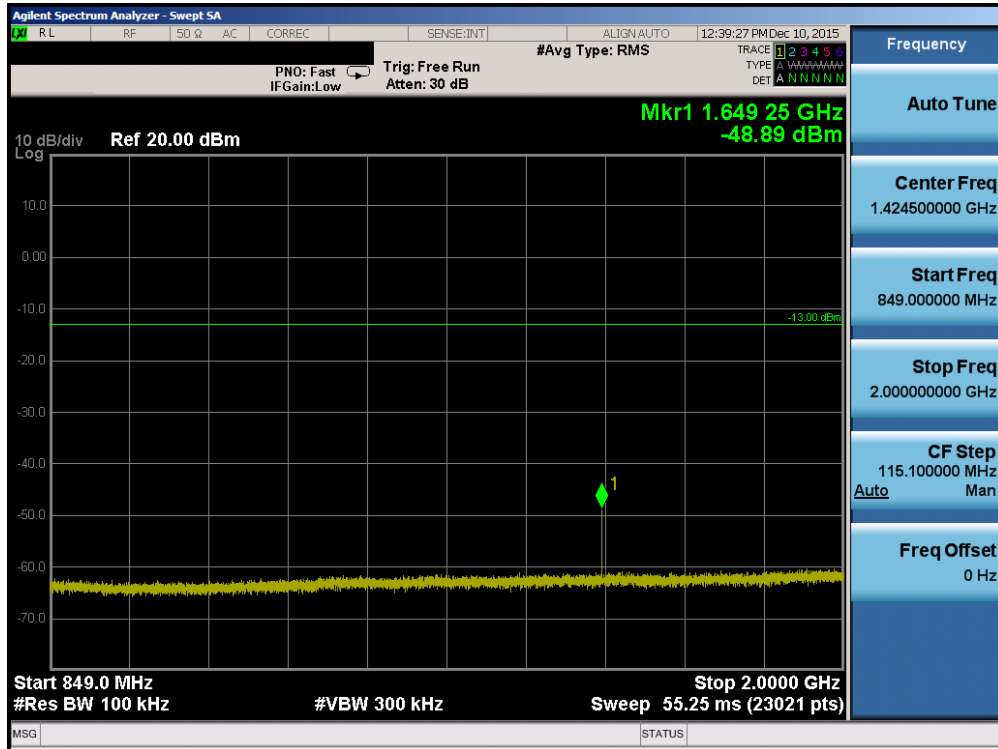 Agilent Spectrum Analyzer - Swept SA
LXI RL RF 50 Ω AC CORREC SENSE:INT ALIGN AUTO 12:39:27 PM Dec 10, 2015
#Avg Type: RMS TRACE 1 2 3 4 5 6
PNO: Fast Trig: Free Run TYPE A WWWWW
IFGain:Low Atten: 30 dB DET A N N N N N
Mkr1 1.649 25 GHz
-48.89 dBm
10 dB/div Ref 20.00 dBm
Log
10.0
0.00
-10.0
-13.00 dBm
-20.0
-30.0
-40.0
1
-50.0
-60.0
-70.0
Start 849.0 MHz Stop 2.0000 GHz
#Res BW 100 kHz #VBW 300 kHz Sweep 55.25 ms (23021 pts)
MSG STATUS
Frequency
Auto Tune
Center Freq
1.424500000 GHz
Start Freq
849.000000 MHz
Stop Freq
2.000000000 GHz
CF Step
115.100000 MHz
Auto Man
Freq Offset
0 Hz